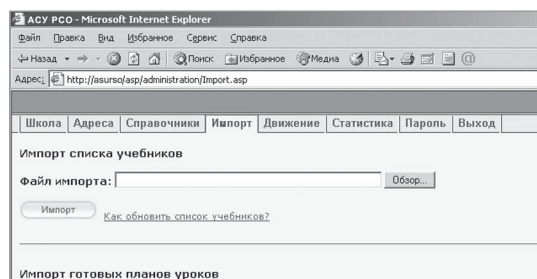 АСУ РСО - Microsoft Internet Explorer
Файл Правка Вид Избранное Сервис Справка
Назад Поиск Избранное Медиа
Адрес: http://asurso/asp/administration/Import.asp
Школа Адреса Справочники Импорт Движение Статистика Пароль Выход
Импорт списка учебников
Файл импорта: Обзор...
Импорт Как обновить список учебников?
Импорт готовых планов уроков